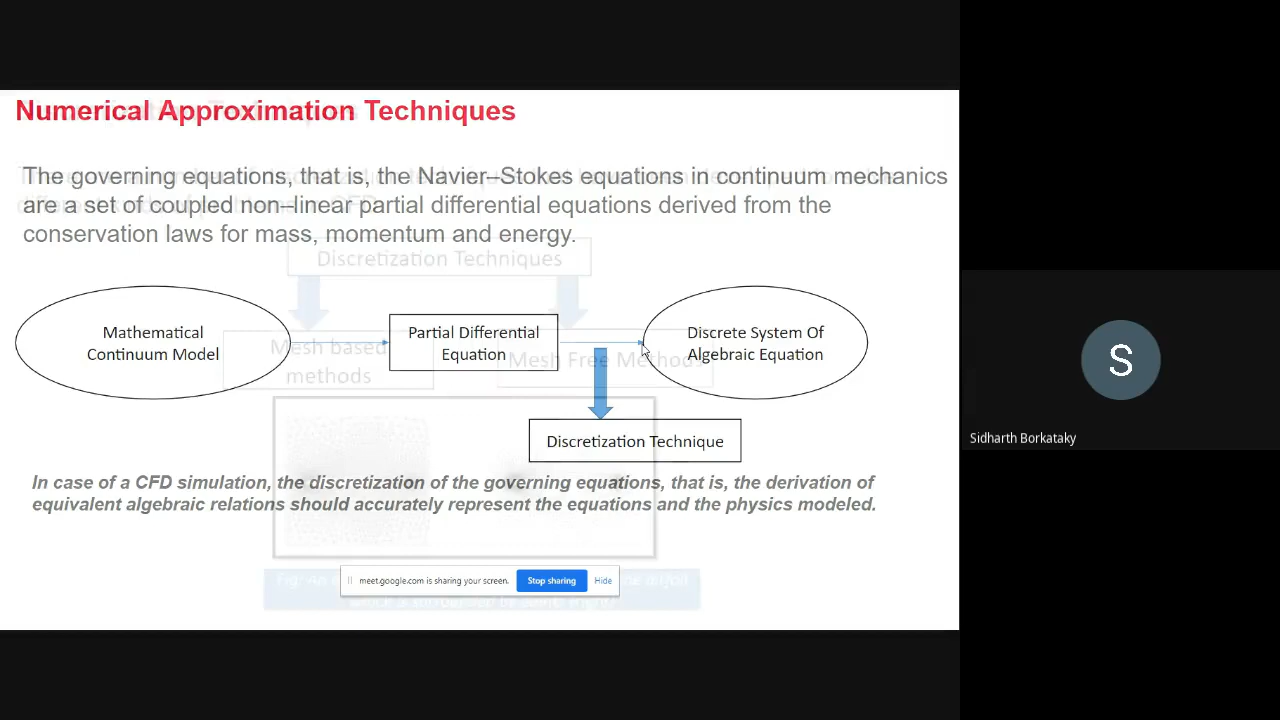 Numerical Approximation Techniques
The governing equations, that is, the Navier–Stokes equations in continuum mechanics
are a set of coupled non–linear partial differential equations derived from the
conservation laws for mass, momentum and energy.
Discretization Techniques
Mathematical
Continuum Model
Partial Differential
Equation
Discrete System Of
Algebraic Equation
Mesh based
methods
Mesh Free Methods
Discretization Technique
In case of a CFD simulation, the discretization of the governing equations, that is, the derivation of
equivalent algebraic relations should accurately represent the equations and the physics modeled.
meet.google.com is sharing your screen.
Stop sharing
Hide
S
Sidharth Borkataky